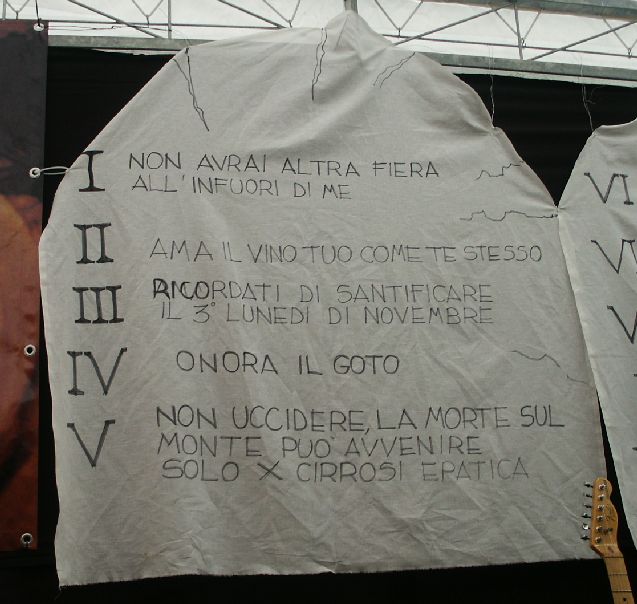 I NON AVRAI ALTRA FIERA
ALL'INFUORI DI ME
II AMA IL VINO TUO COME TE STESSO
III RICORDATI DI SANTIFICARE
IL 3° LUNEDÌ DI NOVEMBRE
IV ONORA IL GOTO
V NON UCCIDERE, LA MORTE SUL
MONTE PUO' AVVENIRE
SOLO X CIRROSI EPATICA
VI